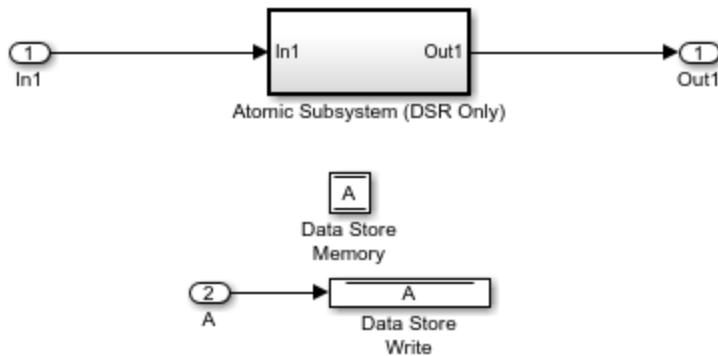 1
In1
In1
Out1
1
Out1
Atomic Subsystem (DSR Only)
A
Data Store
Memory
2
A
A
Data Store
Write